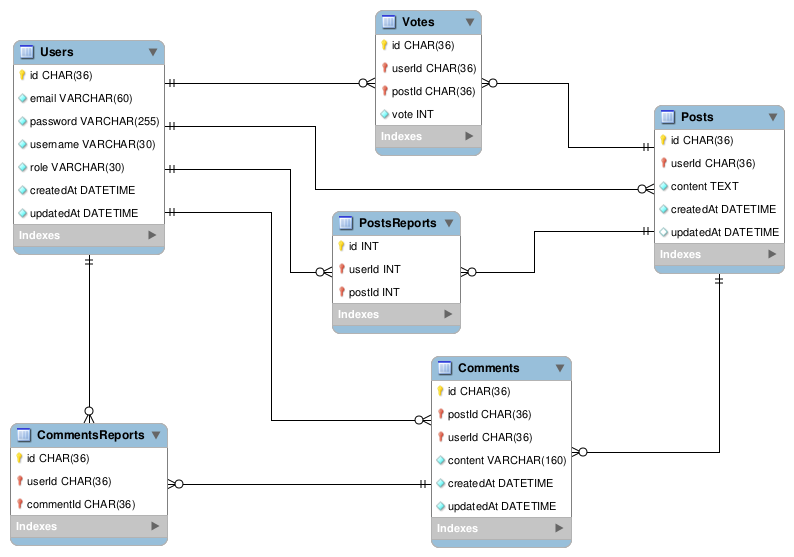 Users
id CHAR(36)
email VARCHAR(60)
password VARCHAR(255)
username VARCHAR(30)
role VARCHAR(30)
createdAt DATETIME
updatedAt DATETIME
Indexes
Votes
id CHAR(36)
userId CHAR(36)
postId CHAR(36)
vote INT
Indexes
Posts
id CHAR(36)
userId CHAR(36)
content TEXT
createdAt DATETIME
updatedAt DATETIME
Indexes
PostsReports
id INT
userId INT
postId INT
Indexes
Comments
id CHAR(36)
postId CHAR(36)
userId CHAR(36)
content VARCHAR(160)
createdAt DATETIME
updatedAt DATETIME
Indexes
CommentsReports
id CHAR(36)
userId CHAR(36)
commentId CHAR(36)
Indexes